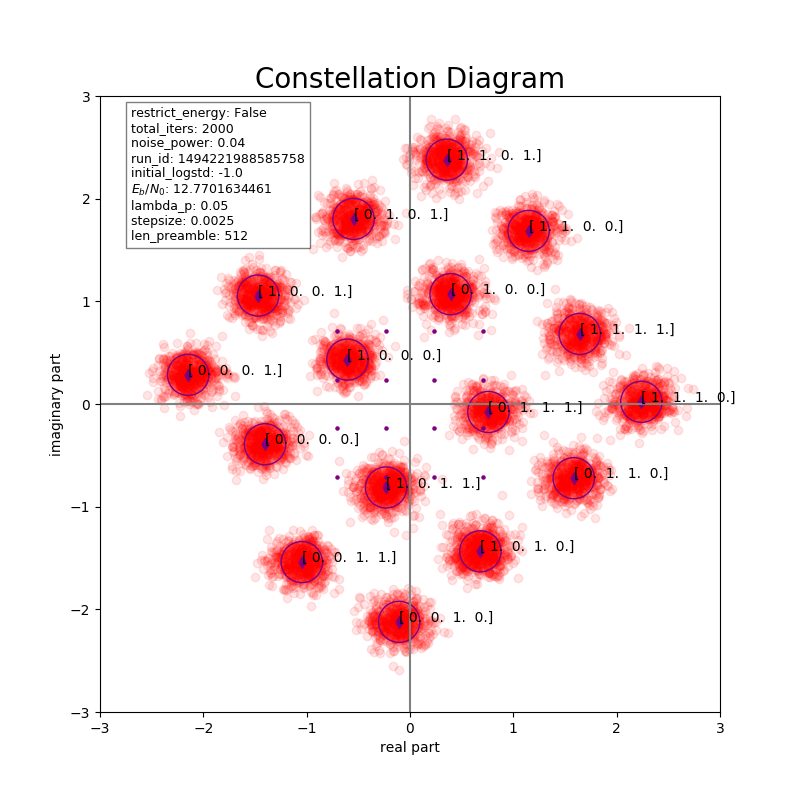 Constellation Diagram
restrict_energy: False
total_iters: 2000
noise_power: 0.04
run_id: 1494221988585758
initial_logstd: -1.0
E_b/N_0: 12.7701634461
lambda_p: 0.05
stepsize: 0.0025
len_preamble: 512
[ 1. 1. 0. 1.]
[ 0. 1. 0. 1.]
[ 1. 1. 0. 0.]
[ 1. 0. 0. 1.]
[ 0. 1. 0. 0.]
[ 1. 1. 1. 1.]
[ 1. 0. 0. 0.]
[ 0. 0. 0. 1.]
[ 1. 1. 1. 0.]
[ 0. 1. 1. 1.]
[ 0. 0. 0. 0.]
[ 0. 1. 1. 0.]
[ 1. 0. 1. 1.]
[ 1. 0. 1. 0.]
[ 0. 0. 1. 1.]
[ 0. 0. 1. 0.]
3
2
1
0
−1
−2
−3
imaginary part
−3 −2 −1 0 1 2 3
real part